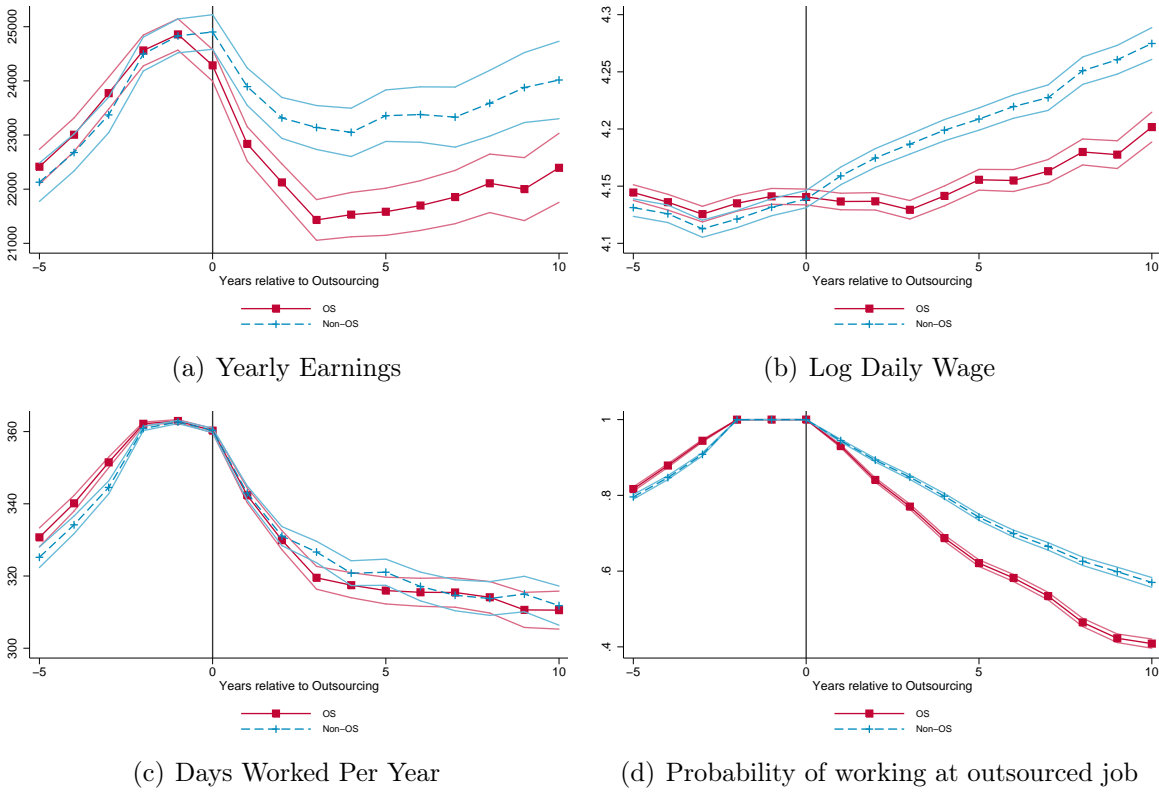 25000
24000
23000
22000
21000
−5
0
5
10
Years relative to Outsourcing
OS
Non−OS
(a) Yearly Earnings
4.3
4.25
4.2
4.15
4.1
−5
0
5
10
Years relative to Outsourcing
OS
Non−OS
(b) Log Daily Wage
360
340
320
300
−5
0
5
10
Years relative to Outsourcing
OS
Non−OS
(c) Days Worked Per Year
1
.8
.6
.4
−5
0
5
10
Years relative to Outsourcing
OS
Non−OS
(d) Probability of working at outsourced job